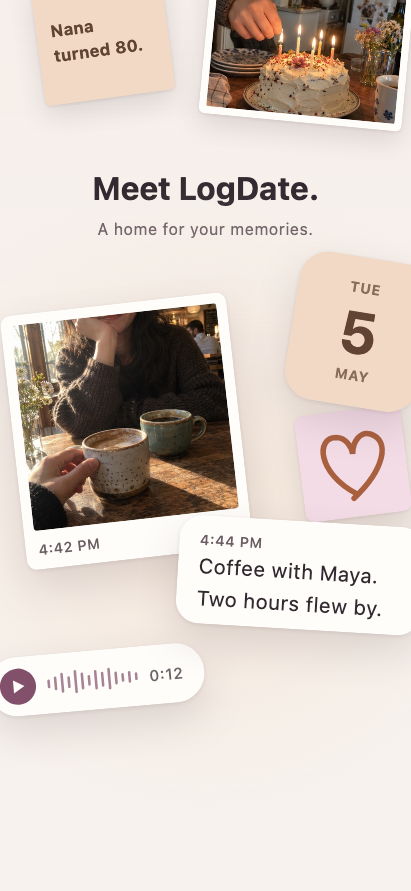 Nana
turned 80.
Meet LogDate.
A home for your memories.
TUE
5
MAY
4:42 PM
4:44 PM
Coffee with Maya.
Two hours flew by.
0:12